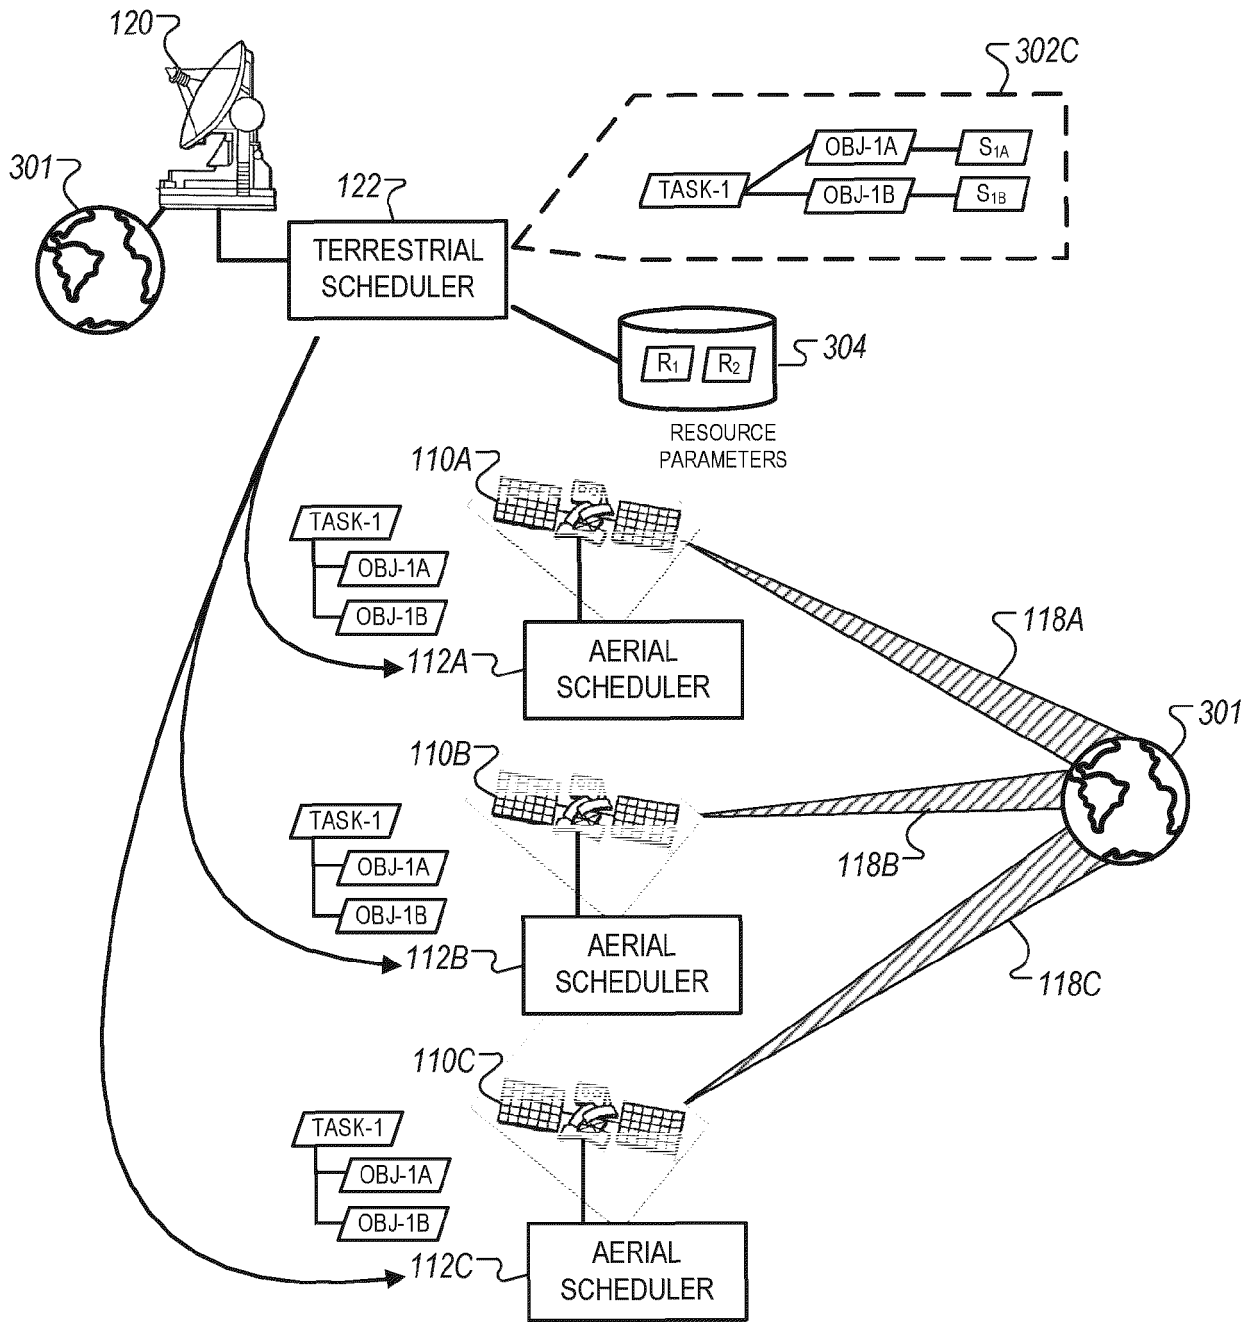 120
302C
OBJ-1A
S1A
301
122
TASK-1
OBJ-1B
S1B
TERRESTRIAL
SCHEDULER
R1
R2
304
RESOURCE
PARAMETERS
110A
TASK-1
OBJ-1A
OBJ-1B
112A
AERIAL
SCHEDULER
118A
301
110B
TASK-1
OBJ-1A
OBJ-1B
112B
AERIAL
SCHEDULER
118B
118C
110C
TASK-1
OBJ-1A
OBJ-1B
112C
AERIAL
SCHEDULER